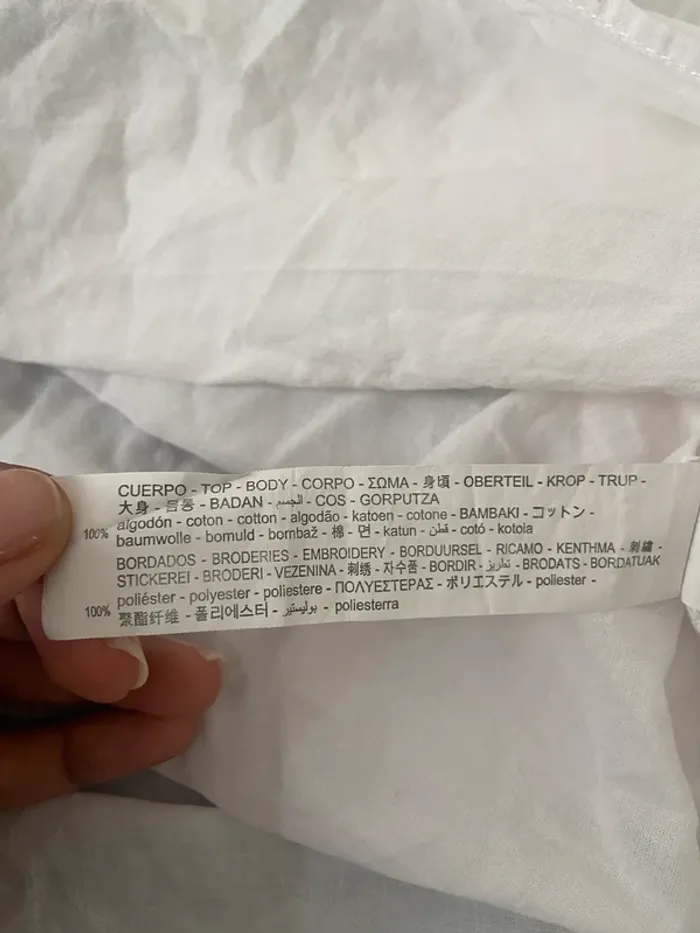 CUERPO - TOP - BODY - CORPO - ΣΩΜΑ - 身頃 - OBERTEIL - KROP - TRUP -
大身 - 몸통 - BADAN - الجسم - COS - GORPUTZA
100% algodón - coton - cotton - algodão - katoen - cotone - BAMBAKI - コットン -
baumwolle - bomuld - bombaž - 棉 - 면 - katun - قطن - cotó - kotoia
BORDADOS - BRODERIES - EMBROIDERY - BORDUURSEL - RICAMO - KENTHMA - 刺繍 -
STICKEREI - BRODERI - VEZENINA - 刺绣 - 자수품 - BORDIR - تطريز - BRODATS - BORDATUAK
100% poliéster - polyester - poliestere - ΠΟΛΥΕΣΤΕΡΑΣ - ポリエステル - poliester -
聚酯纤维 - 폴리에스터 - بوليستير - poliesterra